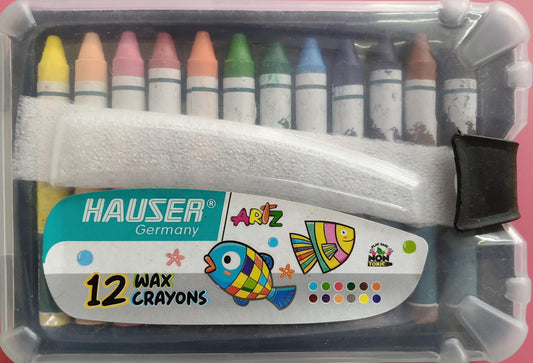 HAUSER®
Germany
ARTZ
12 WAX
CRAYONS
NON
TOXIC